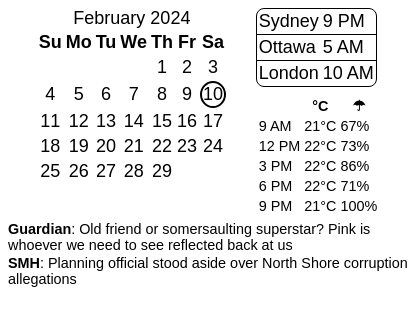 February 2024
Su Mo Tu We Th Fr Sa
1 2 3
4 5 6 7 8 9 10
11 12 13 14 15 16 17
18 19 20 21 22 23 24
25 26 27 28 29
Sydney 9 PM
Ottawa 5 AM
London 10 AM
°C ☂
9 AM 21°C 67%
12 PM 22°C 73%
3 PM 22°C 86%
6 PM 22°C 71%
9 PM 21°C 100%
Guardian: Old friend or somersaulting superstar? Pink is
whoever we need to see reflected back at us
SMH: Planning official stood aside over North Shore corruption
allegations